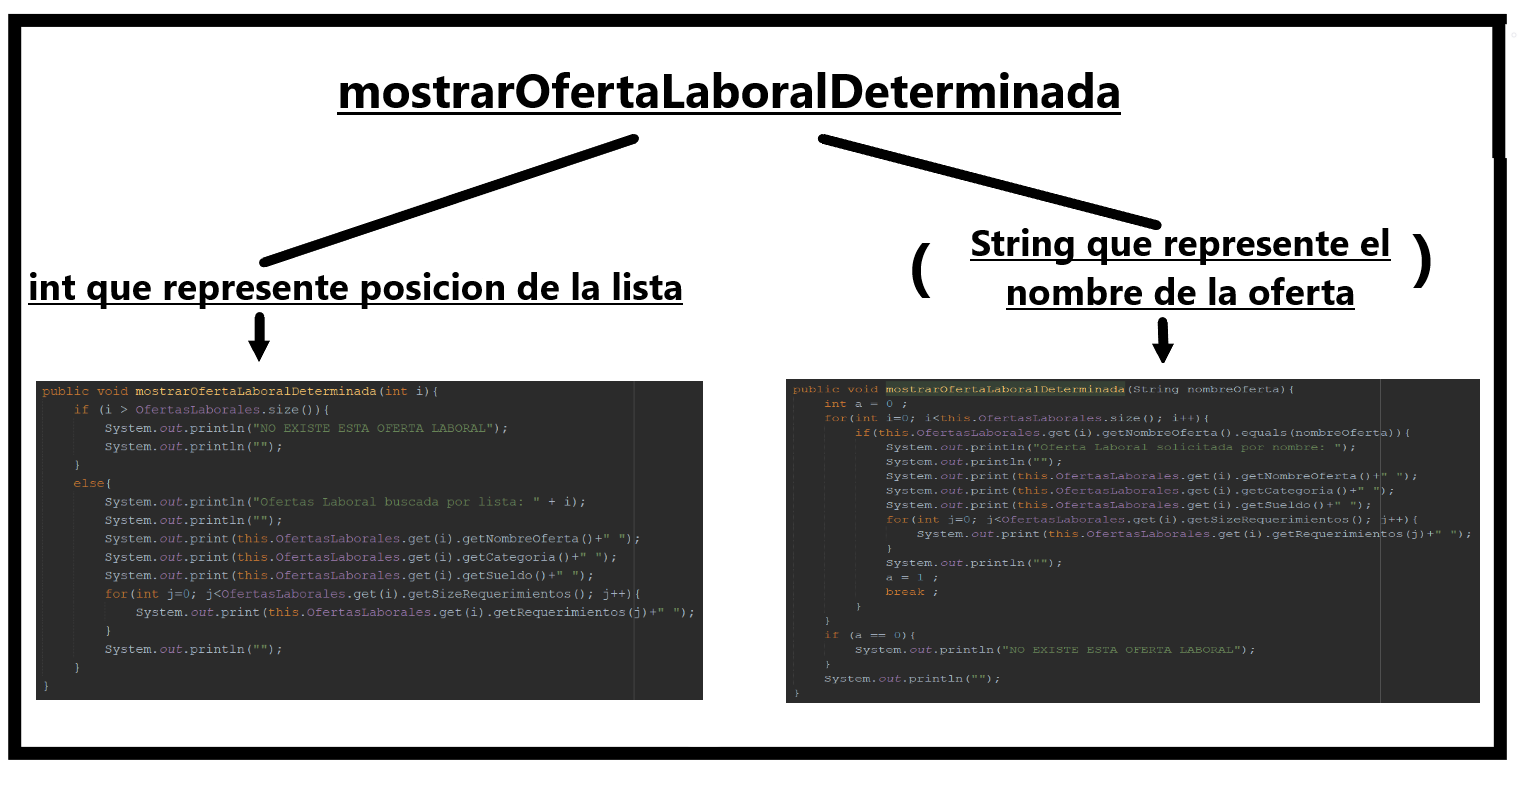 mostrarOfertaLaboralDeterminada
int que represente posicion de la lista
( String que represente el )
nombre de la oferta
public void mostrarOfertaLaboralDeterminada(int i){
if (i > OfertasLaborales.size()){
System.out.println("NO EXISTE ESTA OFERTA LABORAL");
System.out.println("");
}
else{
System.out.println("Ofertas Laboral buscada por lista: " + i);
System.out.println("");
System.out.print(this.OfertasLaborales.get(i).getNombreOferta()+" ");
System.out.print(this.OfertasLaborales.get(i).getCategoria()+" ");
System.out.print(this.OfertasLaborales.get(i).getSueldo()+" ");
for(int j=0; j<OfertasLaborales.get(i).getSizeRequerimientos(); j++){
System.out.print(this.OfertasLaborales.get(i).getRequerimientos(j)+" ");
}
System.out.println("");
}
}
public void mostrarOfertaLaboralDeterminada(String nombreOferta){
int a = 0 ;
for(int i=0; i<this.OfertasLaborales.size(); i++){
if(this.OfertasLaborales.get(i).getNombreOferta().equals(nombreOferta)){
System.out.println("Oferta Laboral solicitada por nombre: ");
System.out.println("");
System.out.print(this.OfertasLaborales.get(i).getNombreOferta()+" ");
System.out.print(this.OfertasLaborales.get(i).getCategoria()+" ");
System.out.print(this.OfertasLaborales.get(i).getSueldo()+" ");
for(int j=0; j<OfertasLaborales.get(i).getSizeRequerimientos(); j++){
System.out.print(this.OfertasLaborales.get(i).getRequerimientos(j)+" ");
}
System.out.println("");
a = 1 ;
break ;
}
}
if (a == 0){
System.out.println("NO EXISTE ESTA OFERTA LABORAL");
}
System.out.println("");
}